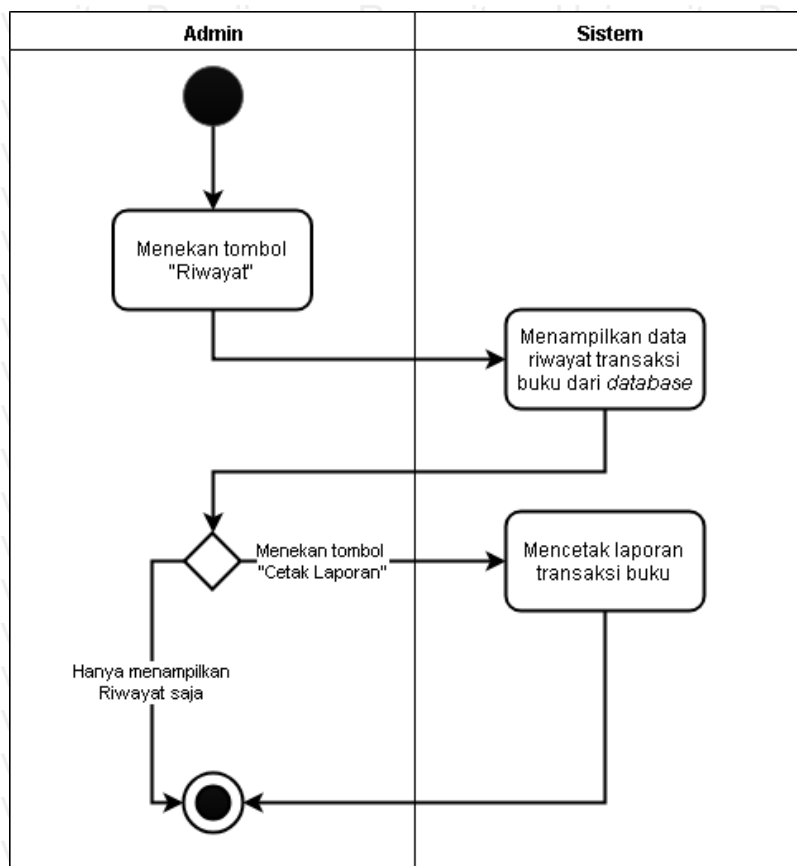 Admin
Sistem
Menekan tombol
"Riwayat"
Menampilkan data
riwayat transaksi
buku dari database
Menekan tombol
"Cetak Laporan"
Mencetak laporan
transaksi buku
Hanya menampilkan
Riwayat saja